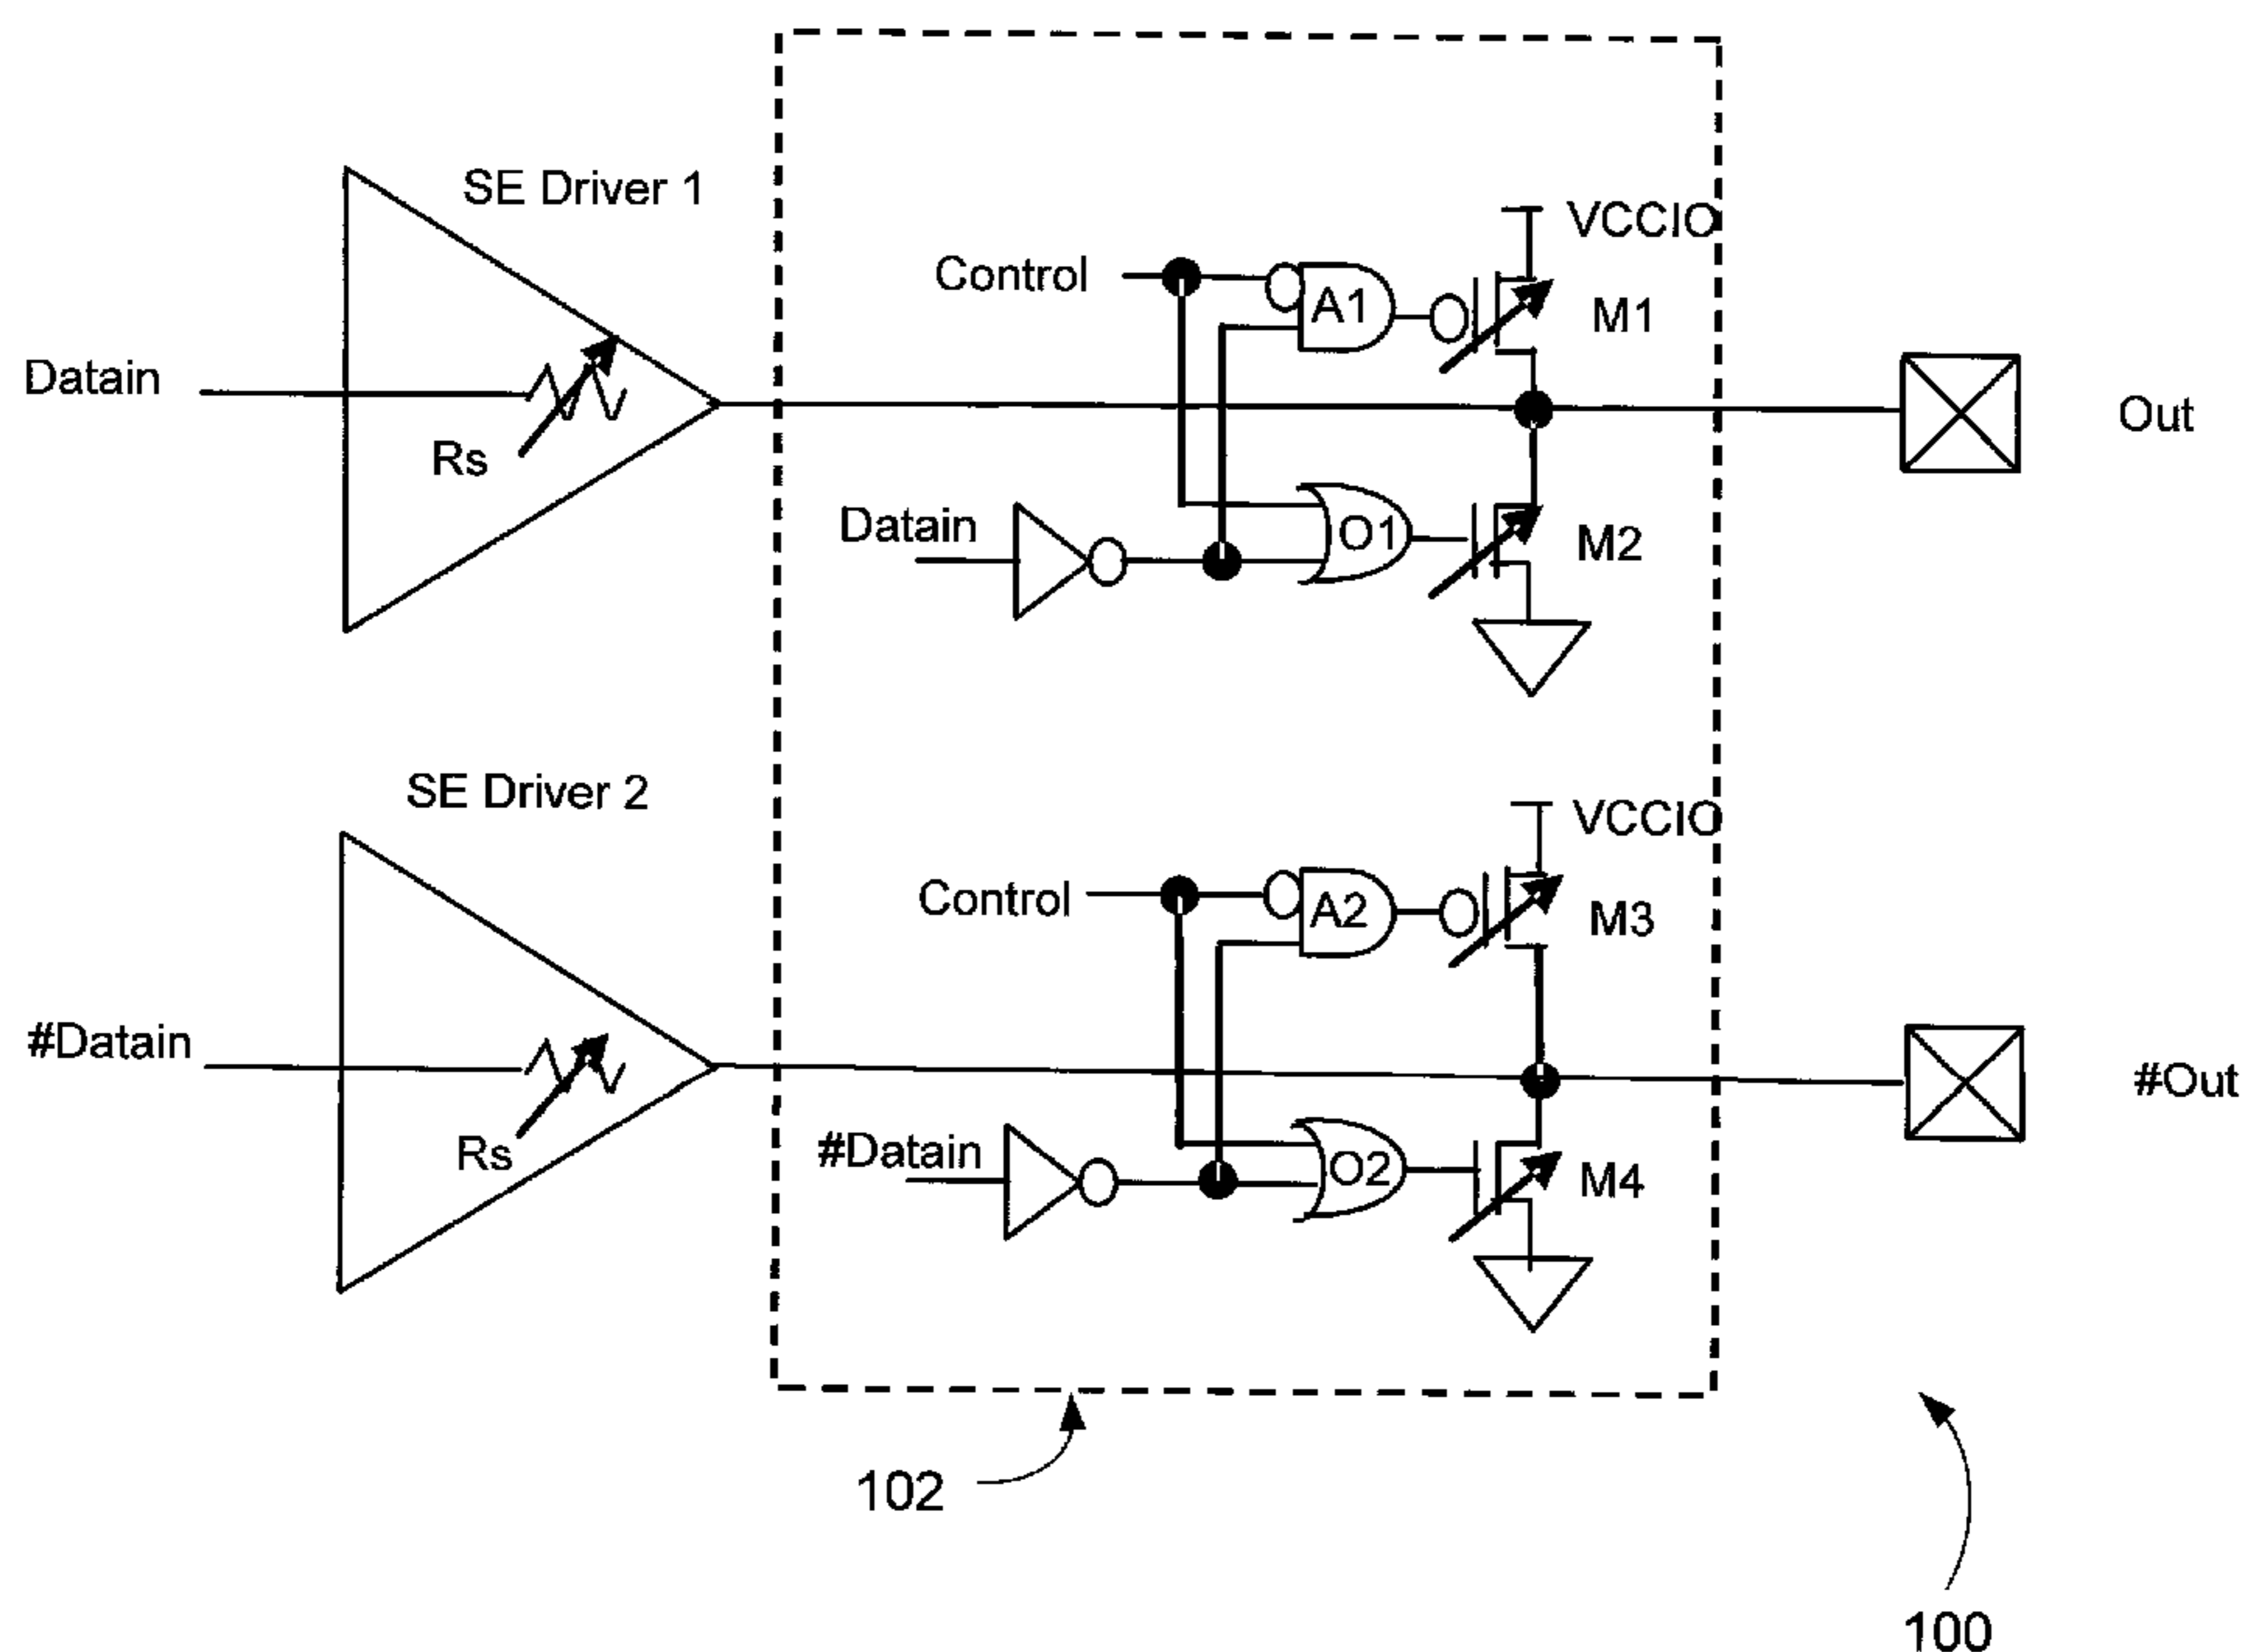 SE Driver 1
VCCIO
Control
A1
M1
Datain
Out
Rs
Datain
O1
M2
SE Driver 2
VCCIO
Control
A2
M3
#Datain
#Out
Rs
#Datain
O2
M4
102
100